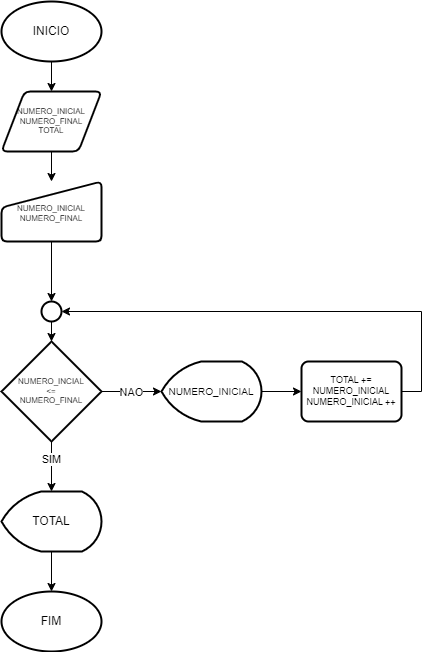 INICIO
NUMERO_INICIAL
NUMERO_FINAL
TOTAL
NUMERO_INICIAL
NUMERO_FINAL
NUMERO_INCIAL
<=
NUMERO_FINAL
NAO
NUMERO_INICIAL
TOTAL +=
NUMERO_INICIAL
NUMERO_INICIAL ++
SIM
TOTAL
FIM